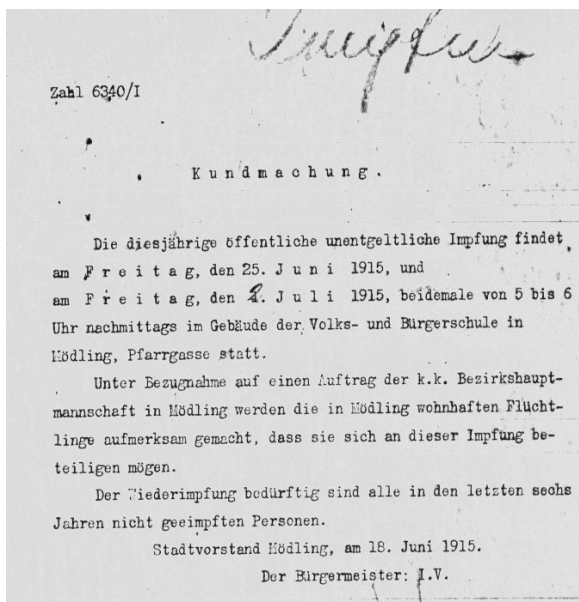 Zahl 6340/I
Kundmachung.
Die diesjährige öffentliche unentgeltliche Impfung findet
am Freitag, den 25. Juni 1915, und
am Freitag, den 2. Juli 1915, beidemale von 5 bis 6
Uhr nachmittags im Gebäude der Volks- und Bürgerschule in
Mödling, Pfarrgasse statt.
Unter Bezugnahme auf einen Auftrag der k.k. Bezirkshaupt-
mannschaft in Mödling werden die in Mödling wohnhaften Flücht-
linge aufmerksam gemacht, dass sie sich an dieser Impfung be-
teiligen mögen.
Der Wiederimpfung bedürftig sind alle in den letzten sechs
Jahren nicht geeimpften Personen.
Stadtvorstand Mödling, am 18. Juni 1915.
Der Bürgermeister: I.V.